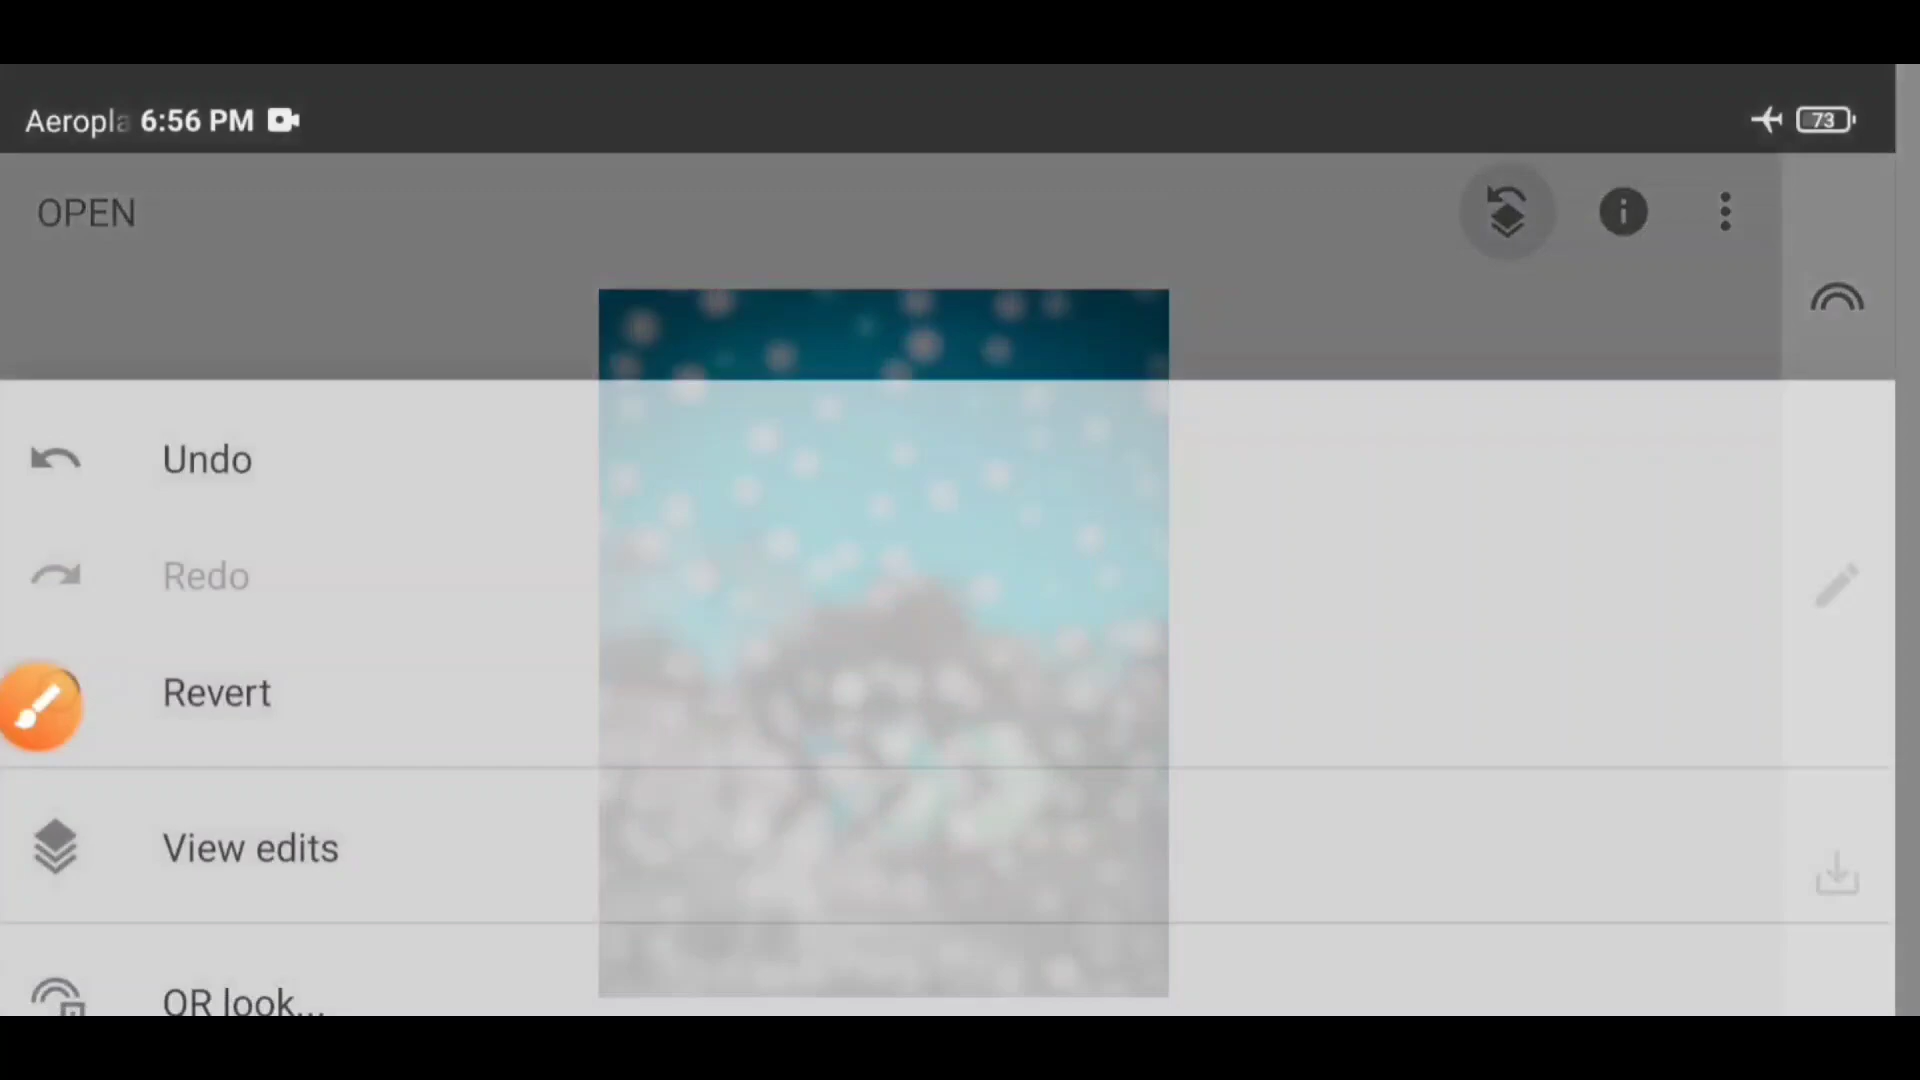 Aeropla 6:56 PM
73
OPEN
Undo
Redo
Revert
View edits
QR look...